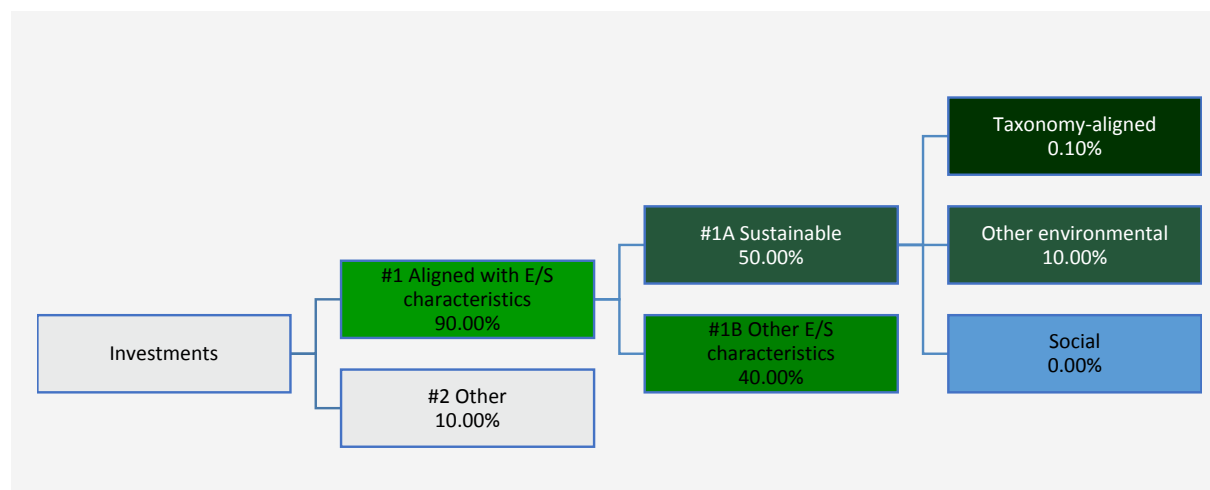 Investments
#1 Aligned with E/S
characteristics
90.00%
#2 Other
10.00%
#1A Sustainable
50.00%
#1B Other E/S
characteristics
40.00%
Taxonomy-aligned
0.10%
Other environmental
10.00%
Social
0.00%